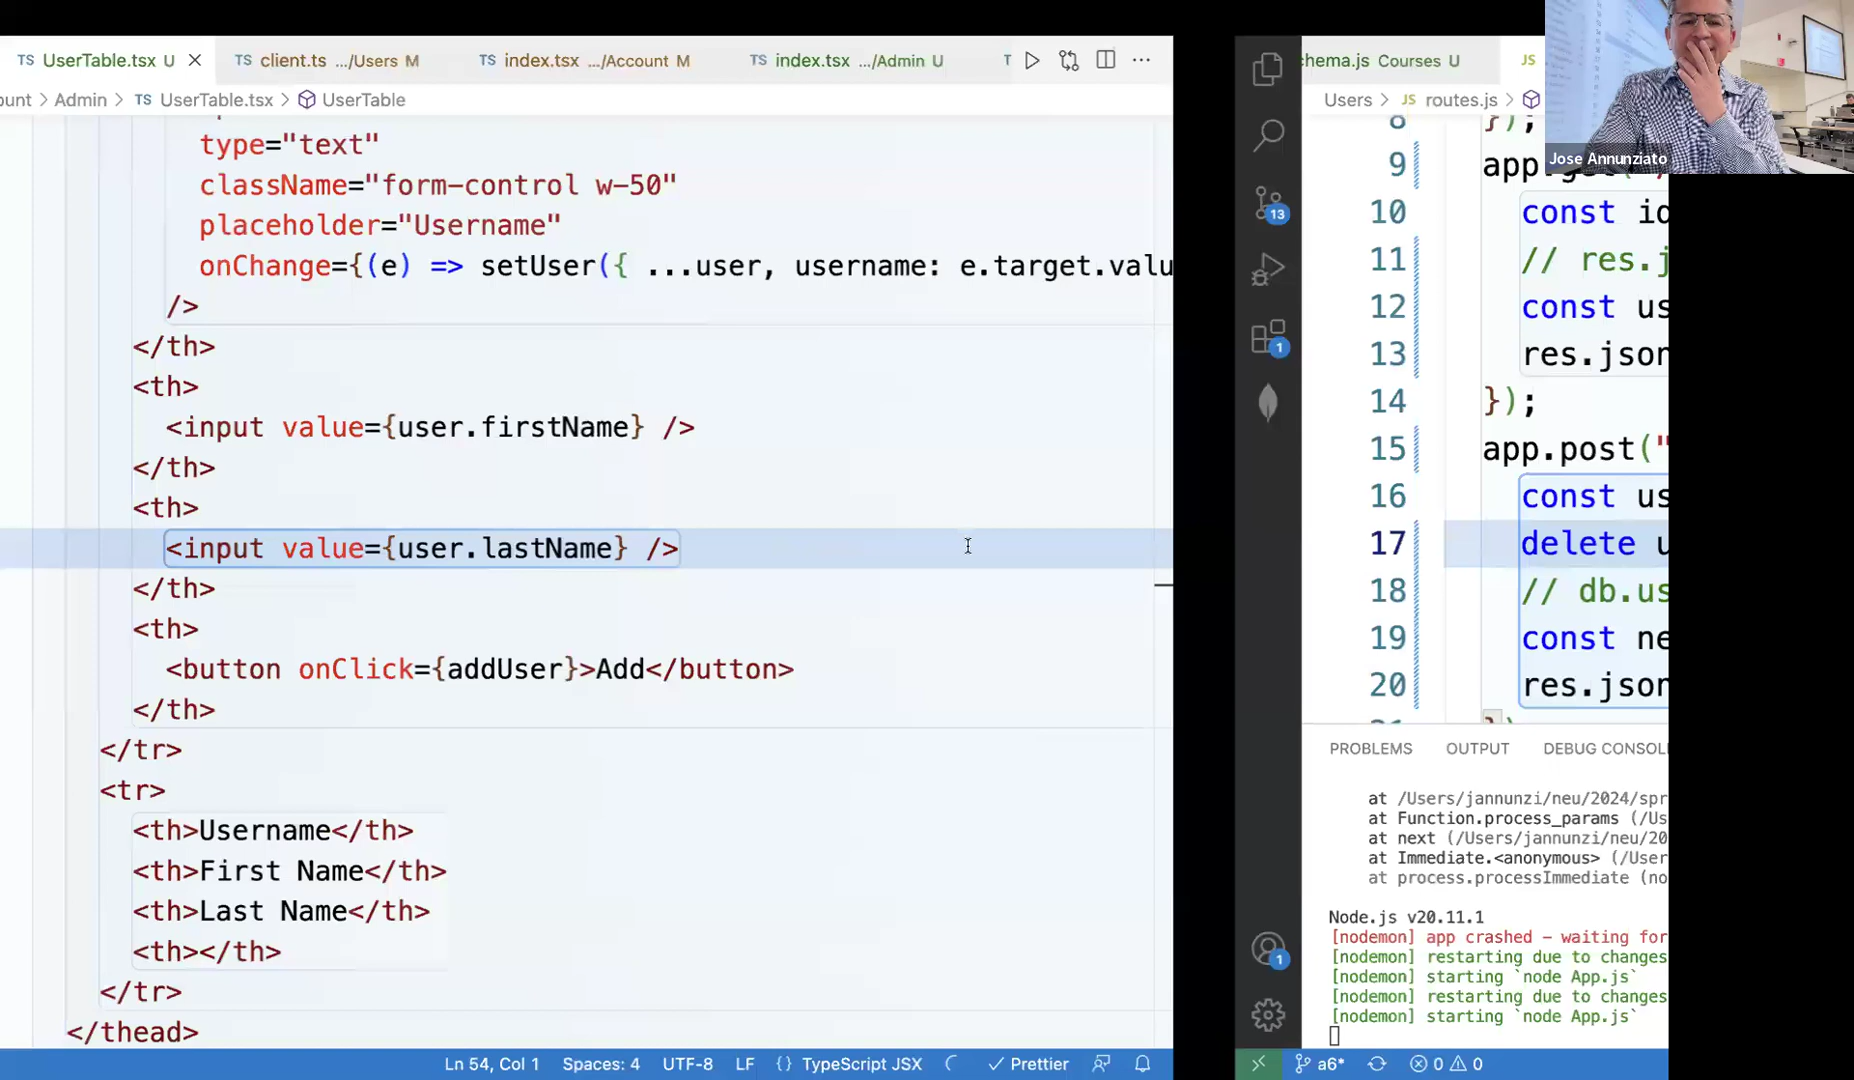 TS UserTable.tsx U
TS client.ts .../Users M
TS index.tsx .../Account M
TS index.tsx .../Admin U
T
ount > Admin > TS UserTable.tsx > UserTable
type="text"
className="form-control w-50"
placeholder="Username"
onChange={(e) => setUser({ ...user, username: e.target.valu
/>
</th>
<th>
<input value={user.firstName} />
</th>
<th>
<input value={user.lastName} />
</th>
<th>
<button onClick={addUser}>Add</button>
</th>
</tr>
<tr>
<th>Username</th>
<th>First Name</th>
<th>Last Name</th>
<th></th>
</tr>
</thead>
Ln 54, Col 1 Spaces: 4 UTF-8 LF {} TypeScript JSX Prettier
13
1
1
hema.js Courses U
JS
Users > JS routes.js >
8 });
9 app.get(
10 const id
11 // res.j
12 const us
13 res.json
14 });
15 app.post("
16 const us
17 delete u
18 // db.us
19 const ne
20 res.json
PROBLEMS OUTPUT DEBUG CONSOL
at /Users/jannunzi/neu/2024/spr
at Function.process_params (/Us
at next (/Users/jannunzi/neu/20
at Immediate.<anonymous> (/User
at process.processImmediate (no
Node.js v20.11.1
[nodemon] app crashed - waiting for
[nodemon] restarting due to changes
[nodemon] starting `node App.js`
[nodemon] restarting due to changes
[nodemon] starting `node App.js`
a6* 0 0
Jose Annunziato